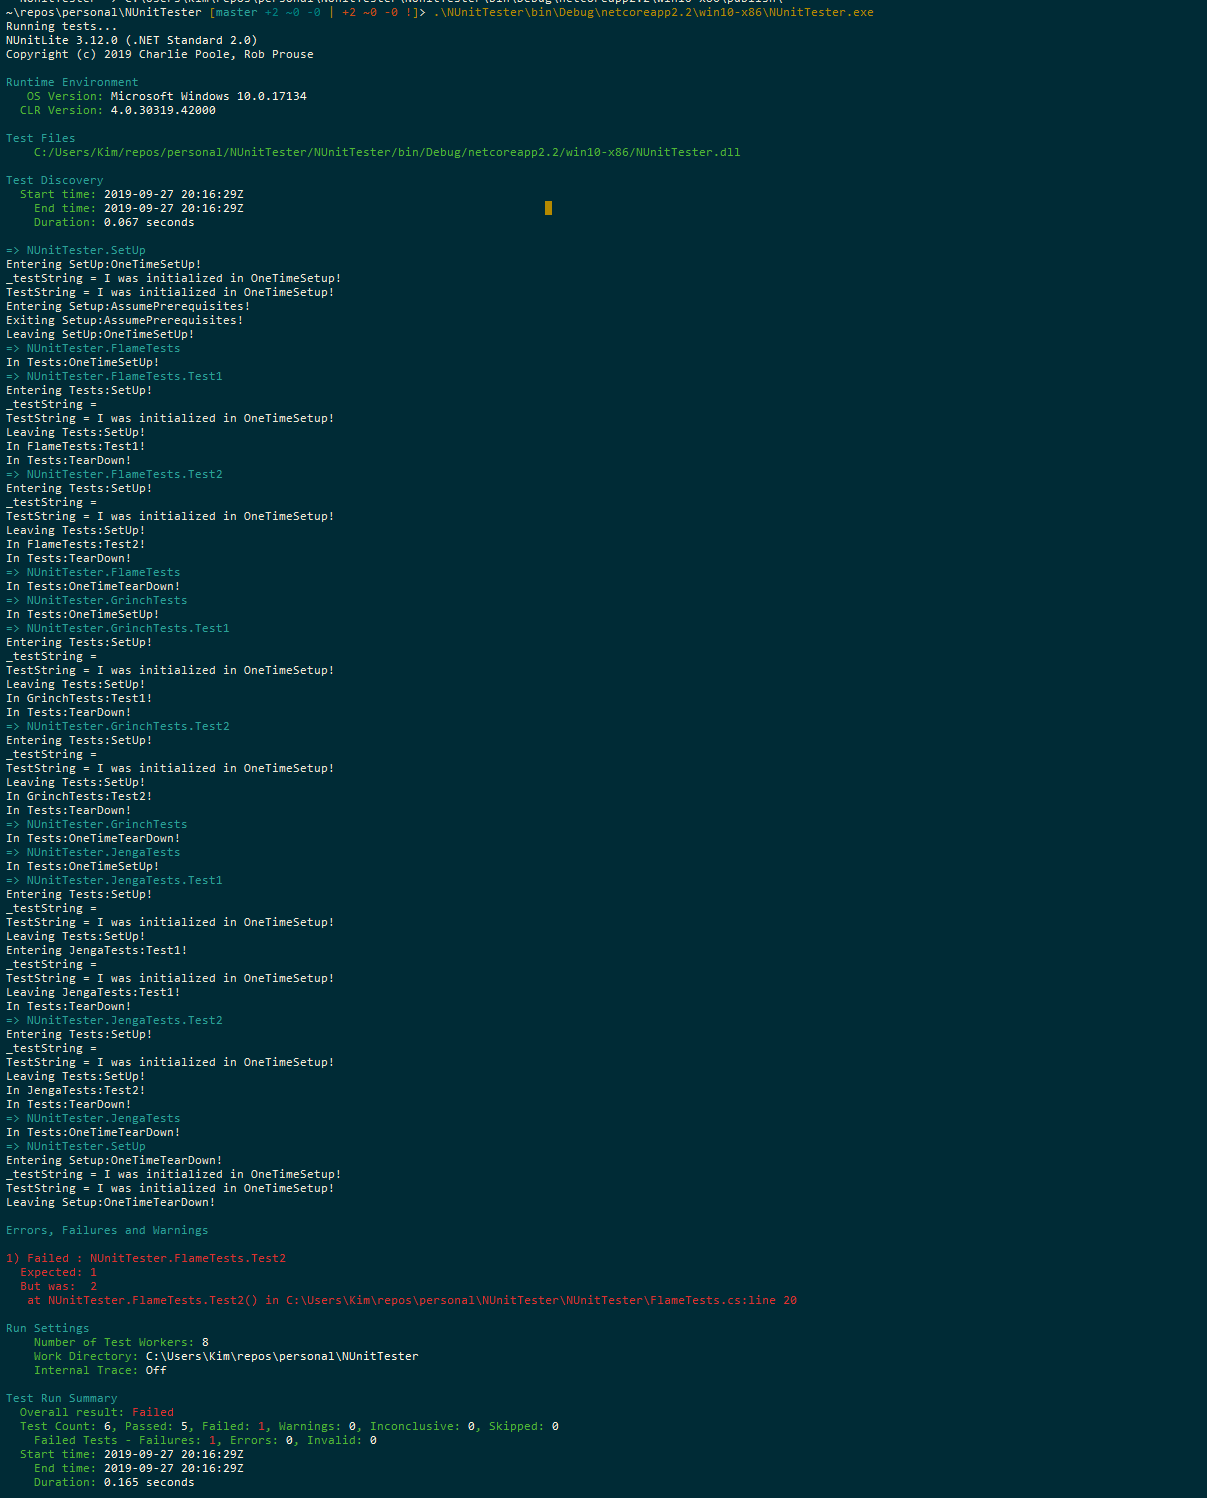 ~\repos\personal\NUnitTester [master +2 ~0 -0 | +2 ~0 -0 !]> .\NUnitTester\bin\Debug\netcoreapp2.2\win10-x86\NUnitTester.exe
Running tests...
NUnitLite 3.12.0 (.NET Standard 2.0)
Copyright (c) 2019 Charlie Poole, Rob Prouse
Runtime Environment
OS Version: Microsoft Windows 10.0.17134
CLR Version: 4.0.30319.42000
Test Files
C:/Users/Kim/repos/personal/NUnitTester/NUnitTester/bin/Debug/netcoreapp2.2/win10-x86/NUnitTester.dll
Test Discovery
Start time: 2019-09-27 20:16:29Z
End time: 2019-09-27 20:16:29Z
Duration: 0.067 seconds
=> NUnitTester.SetUp
Entering SetUp:OneTimeSetUp!
_testString = I was initialized in OneTimeSetup!
TestString = I was initialized in OneTimeSetup!
Entering Setup:AssumePrerequisites!
Exiting Setup:AssumePrerequisites!
Leaving SetUp:OneTimeSetUp!
=> NUnitTester.FlameTests
In Tests:OneTimeSetUp!
=> NUnitTester.FlameTests.Test1
Entering Tests:SetUp!
_testString =
TestString = I was initialized in OneTimeSetup!
Leaving Tests:SetUp!
In FlameTests:Test1!
In Tests:TearDown!
=> NUnitTester.FlameTests.Test2
Entering Tests:SetUp!
_testString =
TestString = I was initialized in OneTimeSetup!
Leaving Tests:SetUp!
In FlameTests:Test2!
In Tests:TearDown!
=> NUnitTester.FlameTests
In Tests:OneTimeTearDown!
=> NUnitTester.GrinchTests
In Tests:OneTimeSetUp!
=> NUnitTester.GrinchTests.Test1
Entering Tests:SetUp!
_testString =
TestString = I was initialized in OneTimeSetup!
Leaving Tests:SetUp!
In GrinchTests:Test1!
In Tests:TearDown!
=> NUnitTester.GrinchTests.Test2
Entering Tests:SetUp!
_testString =
TestString = I was initialized in OneTimeSetup!
Leaving Tests:SetUp!
In GrinchTests:Test2!
In Tests:TearDown!
=> NUnitTester.GrinchTests
In Tests:OneTimeTearDown!
=> NUnitTester.JengaTests
In Tests:OneTimeSetUp!
=> NUnitTester.JengaTests.Test1
Entering Tests:SetUp!
_testString =
TestString = I was initialized in OneTimeSetup!
Leaving Tests:SetUp!
Entering JengaTests:Test1!
_testString =
TestString = I was initialized in OneTimeSetup!
Leaving JengaTests:Test1!
In Tests:TearDown!
=> NUnitTester.JengaTests.Test2
Entering Tests:SetUp!
_testString =
TestString = I was initialized in OneTimeSetup!
Leaving Tests:SetUp!
In JengaTests:Test2!
In Tests:TearDown!
=> NUnitTester.JengaTests
In Tests:OneTimeTearDown!
=> NUnitTester.SetUp
Entering Setup:OneTimeTearDown!
_testString = I was initialized in OneTimeSetup!
TestString = I was initialized in OneTimeSetup!
Leaving Setup:OneTimeTearDown!
Errors, Failures and Warnings
1) Failed : NUnitTester.FlameTests.Test2
Expected: 1
But was:  2
at NUnitTester.FlameTests.Test2() in C:\Users\Kim\repos\personal\NUnitTester\NUnitTester\FlameTests.cs:line 20
Run Settings
Number of Test Workers: 8
Work Directory: C:\Users\Kim\repos\personal\NUnitTester
Internal Trace: Off
Test Run Summary
Overall result: Failed
Test Count: 6, Passed: 5, Failed: 1, Warnings: 0, Inconclusive: 0, Skipped: 0
Failed Tests - Failures: 1, Errors: 0, Invalid: 0
Start time: 2019-09-27 20:16:29Z
End time: 2019-09-27 20:16:29Z
Duration: 0.165 seconds